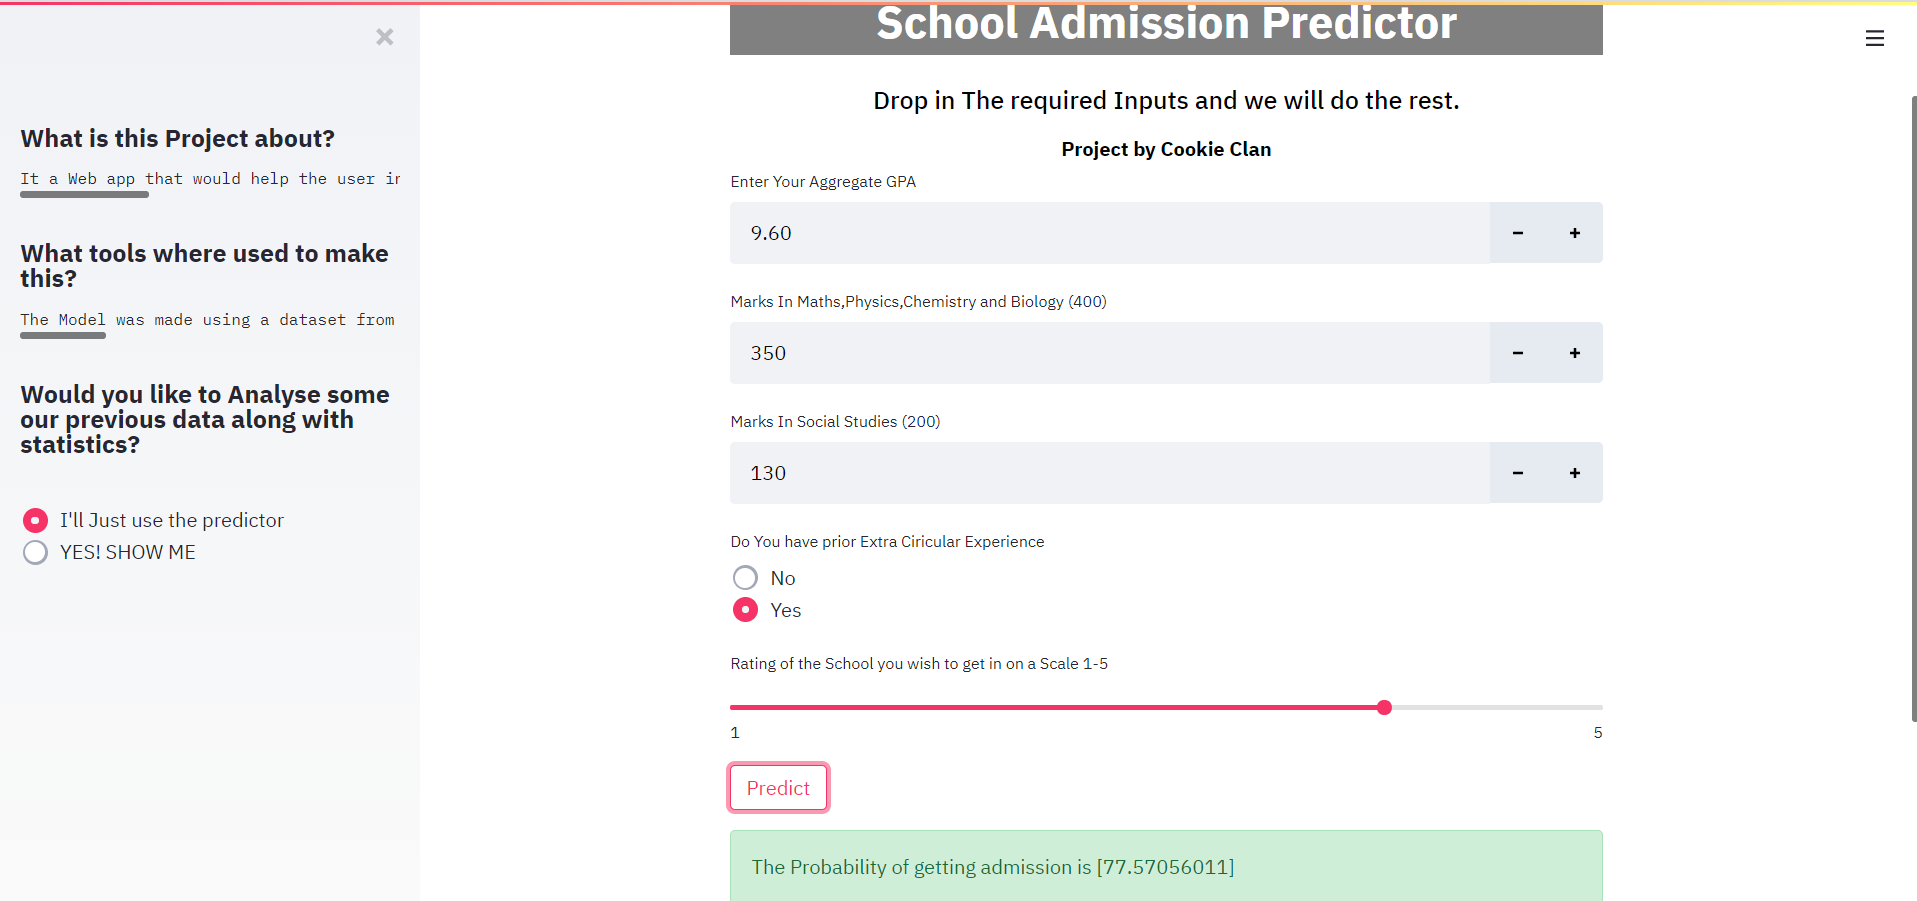 What is this Project about?
It a Web app that would help the user in
What tools where used to make
this?
The Model was made using a dataset from
Would you like to Analyse some
our previous data along with
statistics?
I'll Just use the predictor
YES! SHOW ME
School Admission Predictor
Drop in The required Inputs and we will do the rest.
Project by Cookie Clan
Enter Your Aggregate GPA
9.60
Marks In Maths,Physics,Chemistry and Biology (400)
350
Marks In Social Studies (200)
130
Do You have prior Extra Ciricular Experience
No
Yes
Rating of the School you wish to get in on a Scale 1-5
1 5
Predict
The Probability of getting admission is [77.57056011]